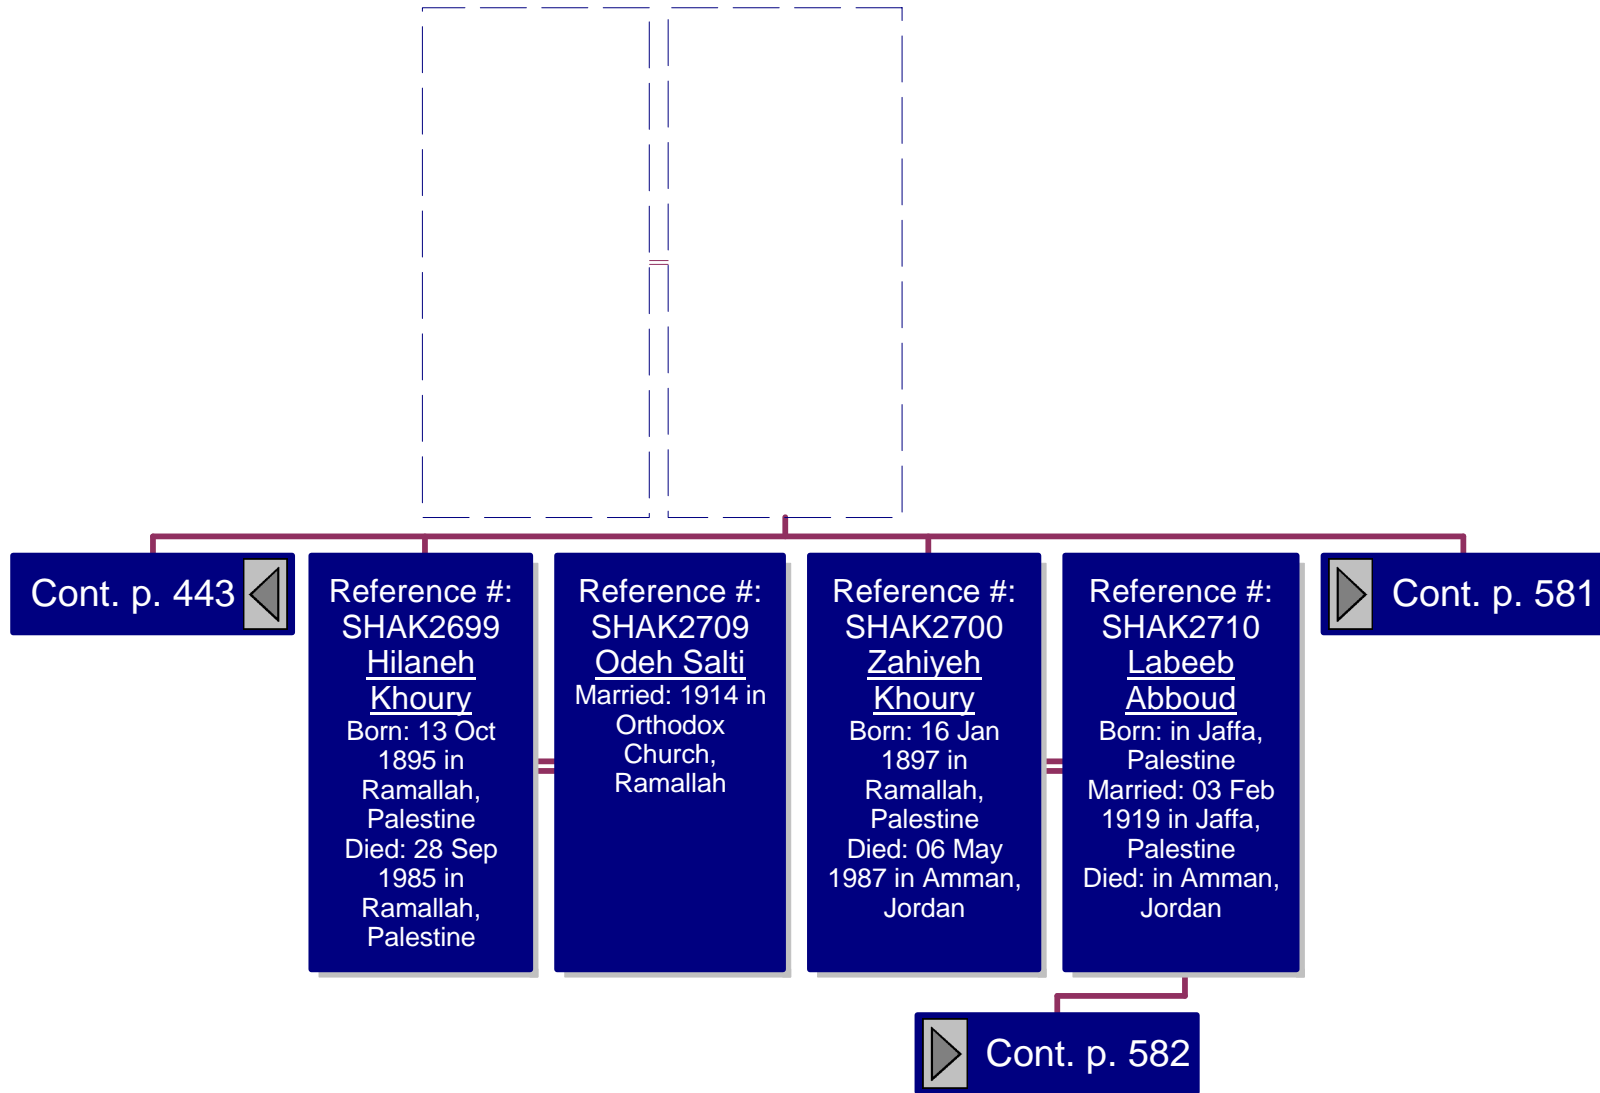 Cont. p. 443
Reference #:
SHAK2699
Hilaneh
Khoury
Born: 13 Oct
1895 in
Ramallah,
Palestine
Died: 28 Sep
1985 in
Ramallah,
Palestine
Reference #:
SHAK2709
Odeh Salti
Married: 1914 in
Orthodox
Church,
Ramallah
Reference #:
SHAK2700
Zahiyeh
Khoury
Born: 16 Jan
1897 in
Ramallah,
Palestine
Died: 06 May
1987 in Amman,
Jordan
Reference #:
SHAK2710
Labeeb
Abboud
Born: in Jaffa,
Palestine
Married: 03 Feb
1919 in Jaffa,
Palestine
Died: in Amman,
Jordan
Cont. p. 581
Cont. p. 582